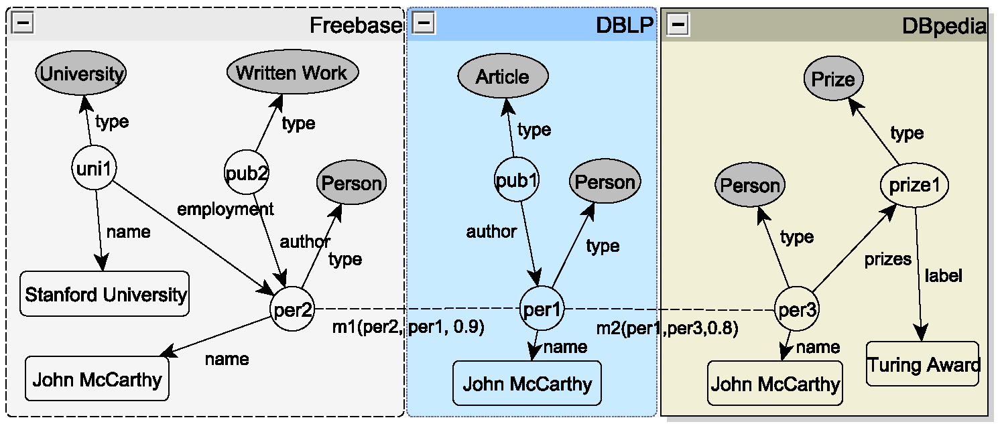 Freebase
University
Written Work
type
type
uni1
pub2
Person
employment
name
author
type
Stanford University
per2
name
John McCarthy
m1(per2, per1, 0.9)
DBLP
Article
type
pub1
Person
author
type
per1
name
John McCarthy
m2(per1,per3,0.8)
DBpedia
Prize
type
Person
prize1
type
prizes
label
per3
name
John McCarthy
Turing Award